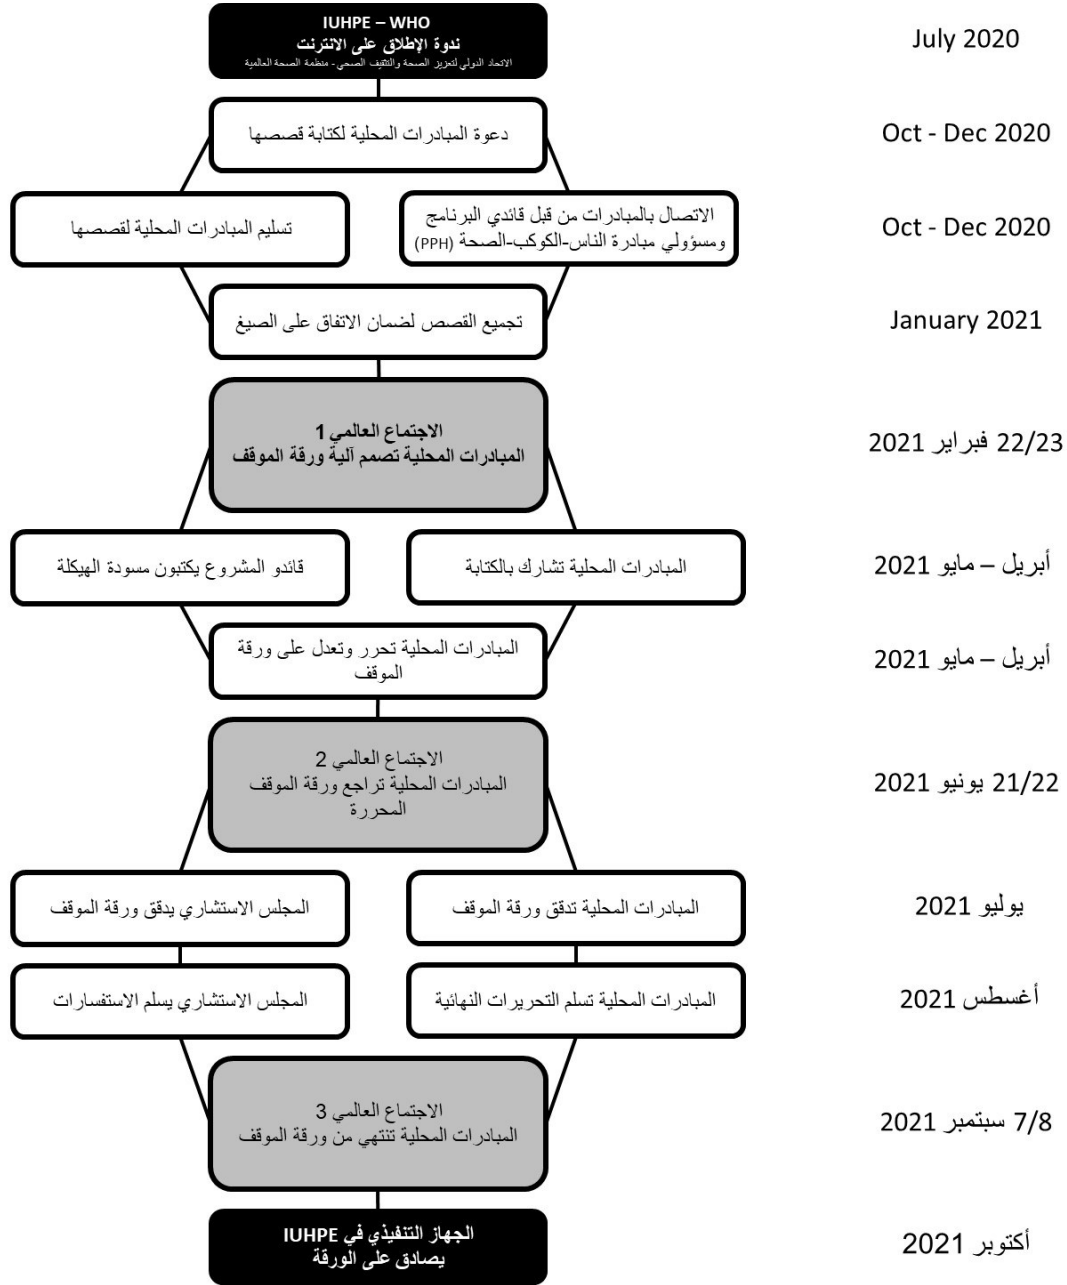 IUHPE – WHO
ندوة الإطلاق على الانترنت
الاتحاد الدولي لتعزيز الصحة والتثقيف الصحي - منظمة الصحة العالمية
July 2020
دعوة المبادرات المحلية لكتابة قصصها
Oct - Dec 2020
الاتصال بالمبادرات من قبل قائدي البرنامج
ومسؤولي مبادرة الناس-الكوكب-الصحة (PPH)
تسليم المبادرات المحلية لقصصها
Oct - Dec 2020
تجميع القصص لضمان الاتفاق على الصيغ
January 2021
الاجتماع العالمي 1
المبادرات المحلية تصمم آلية ورقة الموقف
22/23 فبراير 2021
المبادرات المحلية تشارك بالكتابة
قائدو المشروع يكتبون مسودة الهيكلة
أبريل – مايو 2021
المبادرات المحلية تحرر وتعدل على ورقة
الموقف
أبريل – مايو 2021
الاجتماع العالمي 2
المبادرات المحلية تراجع ورقة الموقف
المحررة
21/22 يونيو 2021
المبادرات المحلية تدقق ورقة الموقف
المجلس الاستشاري يدقق ورقة الموقف
يوليو 2021
المبادرات المحلية تسلم التحريرات النهائية
المجلس الاستشاري يسلم الاستفسارات
أغسطس 2021
الاجتماع العالمي 3
المبادرات المحلية تنتهي من ورقة الموقف
7/8 سبتمبر 2021
الجهاز التنفيذي في IUHPE
يصادق على الورقة
أكتوبر 2021